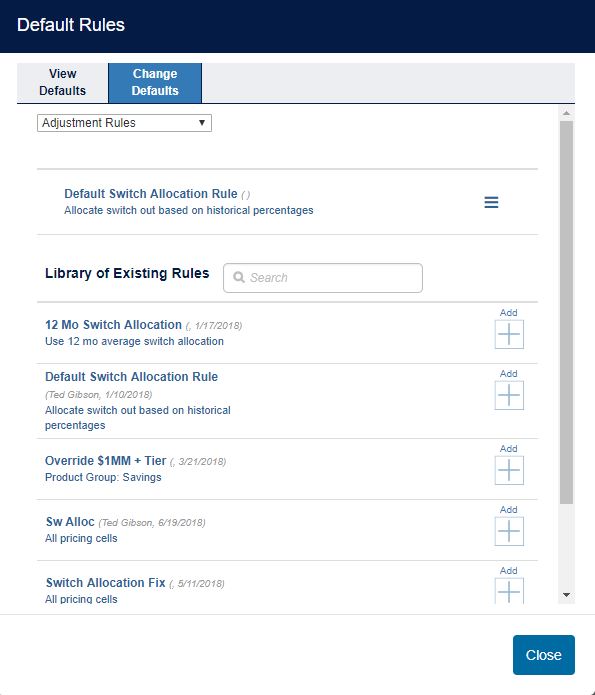 Default Rules
View
Defaults
Change
Defaults
Adjustment Rules
Default Switch Allocation Rule ( )
Allocate switch out based on historical percentages
Library of Existing Rules
Search
12 Mo Switch Allocation (, 1/17/2018)
Use 12 mo average switch allocation
Add
Default Switch Allocation Rule
(Ted Gibson, 1/10/2018)
Allocate switch out based on historical
percentages
Add
Override $1MM + Tier (, 3/21/2018)
Product Group: Savings
Add
Sw Alloc (Ted Gibson, 6/19/2018)
All pricing cells
Add
Switch Allocation Fix (, 5/11/2018)
All pricing cells
Add
Close